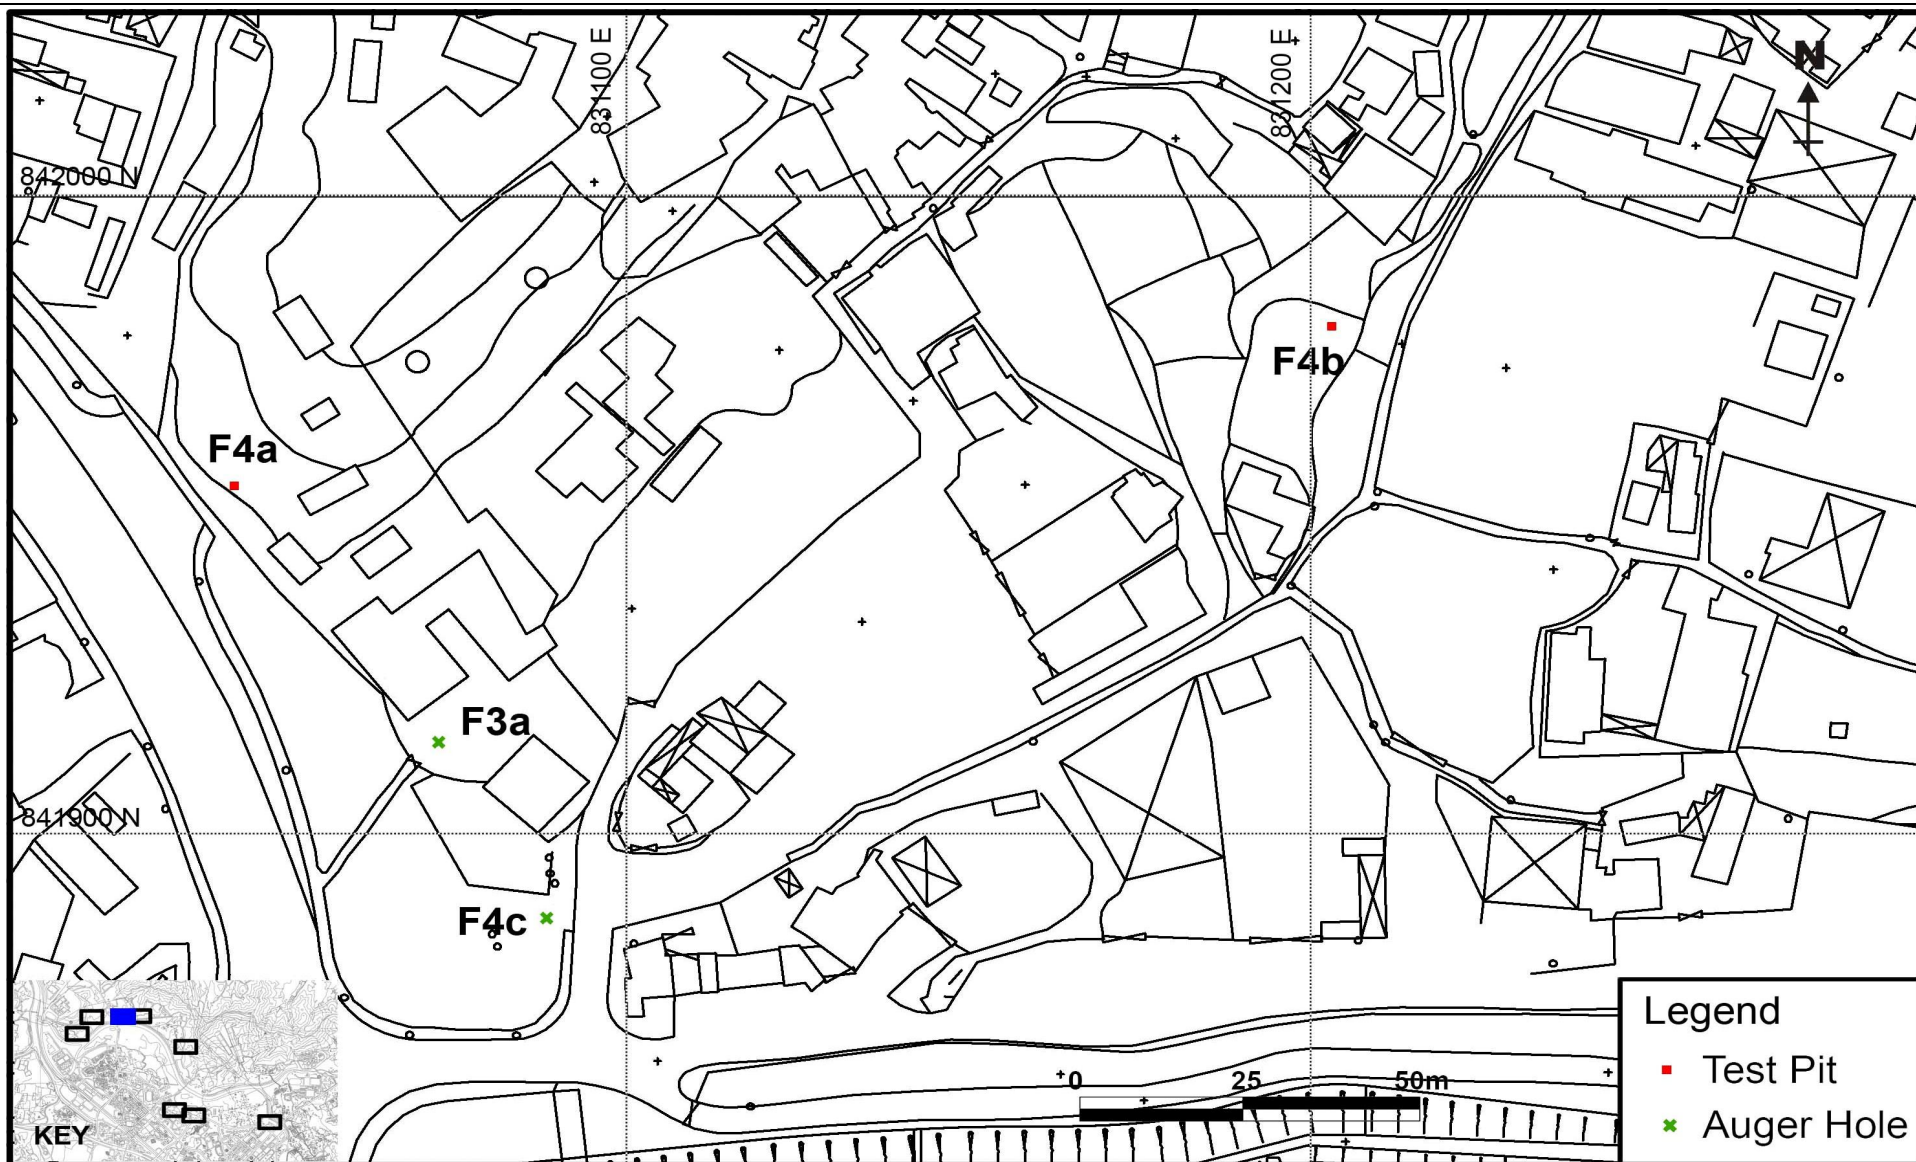 831100 E
831200 E
N
842000 N
F4b
F4a
F3a
841900 N
F4c
Legend
0 25 50m
Test Pit
Auger Hole
KEY